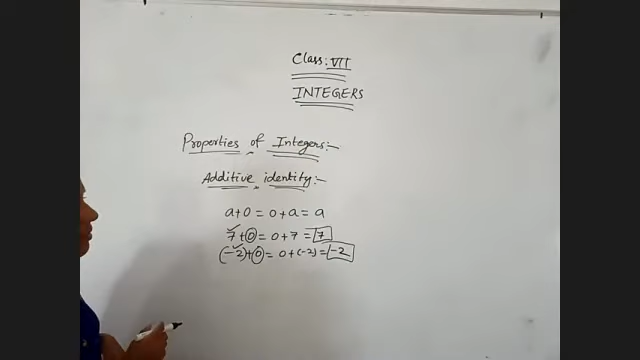 Class: VII
INTEGERS
Properties of Integers:-
Additive identity:-
a+0 = 0+a = a
7+0 = 0+7 = 7
(-2)+0 = 0+(-2) = -2